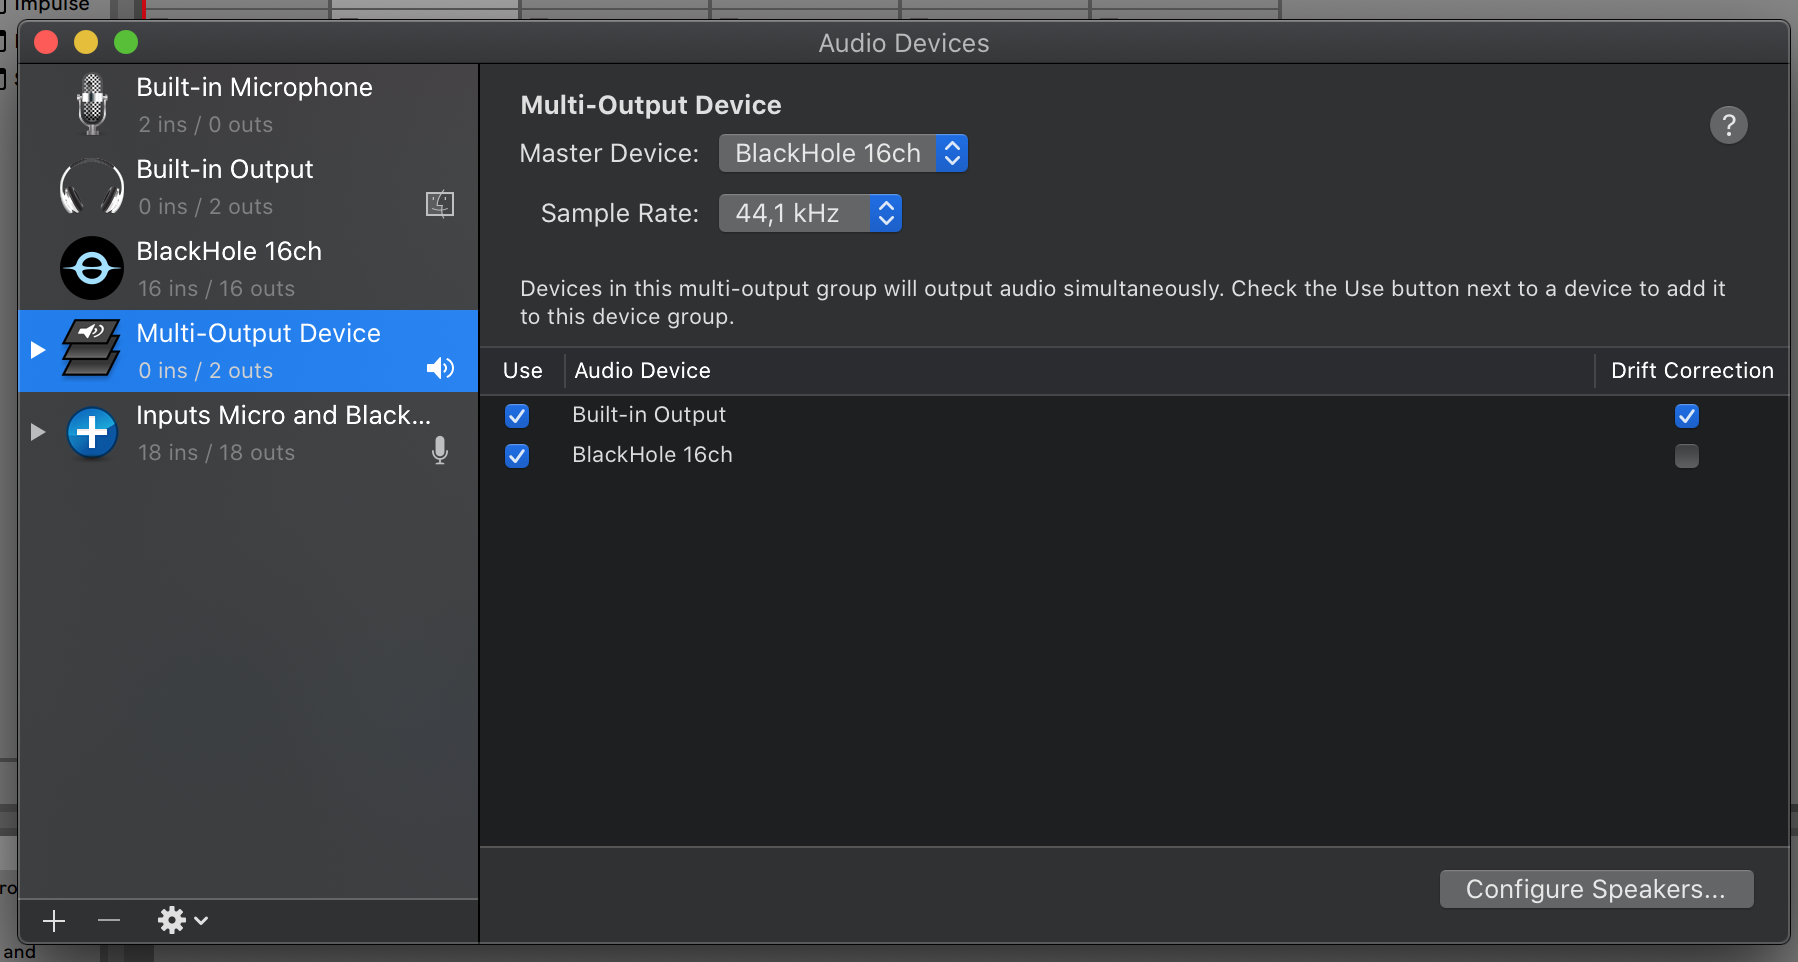 Impulse
Audio Devices
Built-in Microphone
2 ins / 0 outs
Built-in Output
0 ins / 2 outs
BlackHole 16ch
16 ins / 16 outs
Multi-Output Device
0 ins / 2 outs
Inputs Micro and Black...
18 ins / 18 outs
Multi-Output Device
?
Master Device: BlackHole 16ch
Sample Rate: 44,1 kHz
Devices in this multi-output group will output audio simultaneously. Check the Use button next to a device to add it
to this device group.
Use Audio Device Drift Correction
Built-in Output
BlackHole 16ch
Configure Speakers...
and